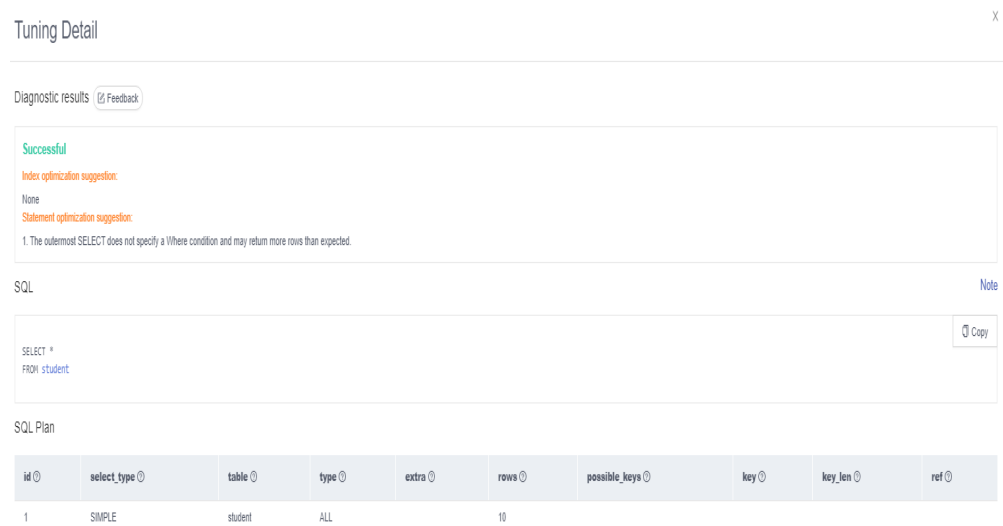 X
Tuning Detail
Diagnostic results Feedback
Successful
Index optimization suggestion:
None
Statement optimization suggestion:
1. The outermost SELECT does not specify a Where condition and may return more rows than expected.
SQL Note
Copy
SELECT *
FROM student
SQL Plan
id select_type table type extra rows possible_keys key key_len ref
1 SIMPLE student ALL 10